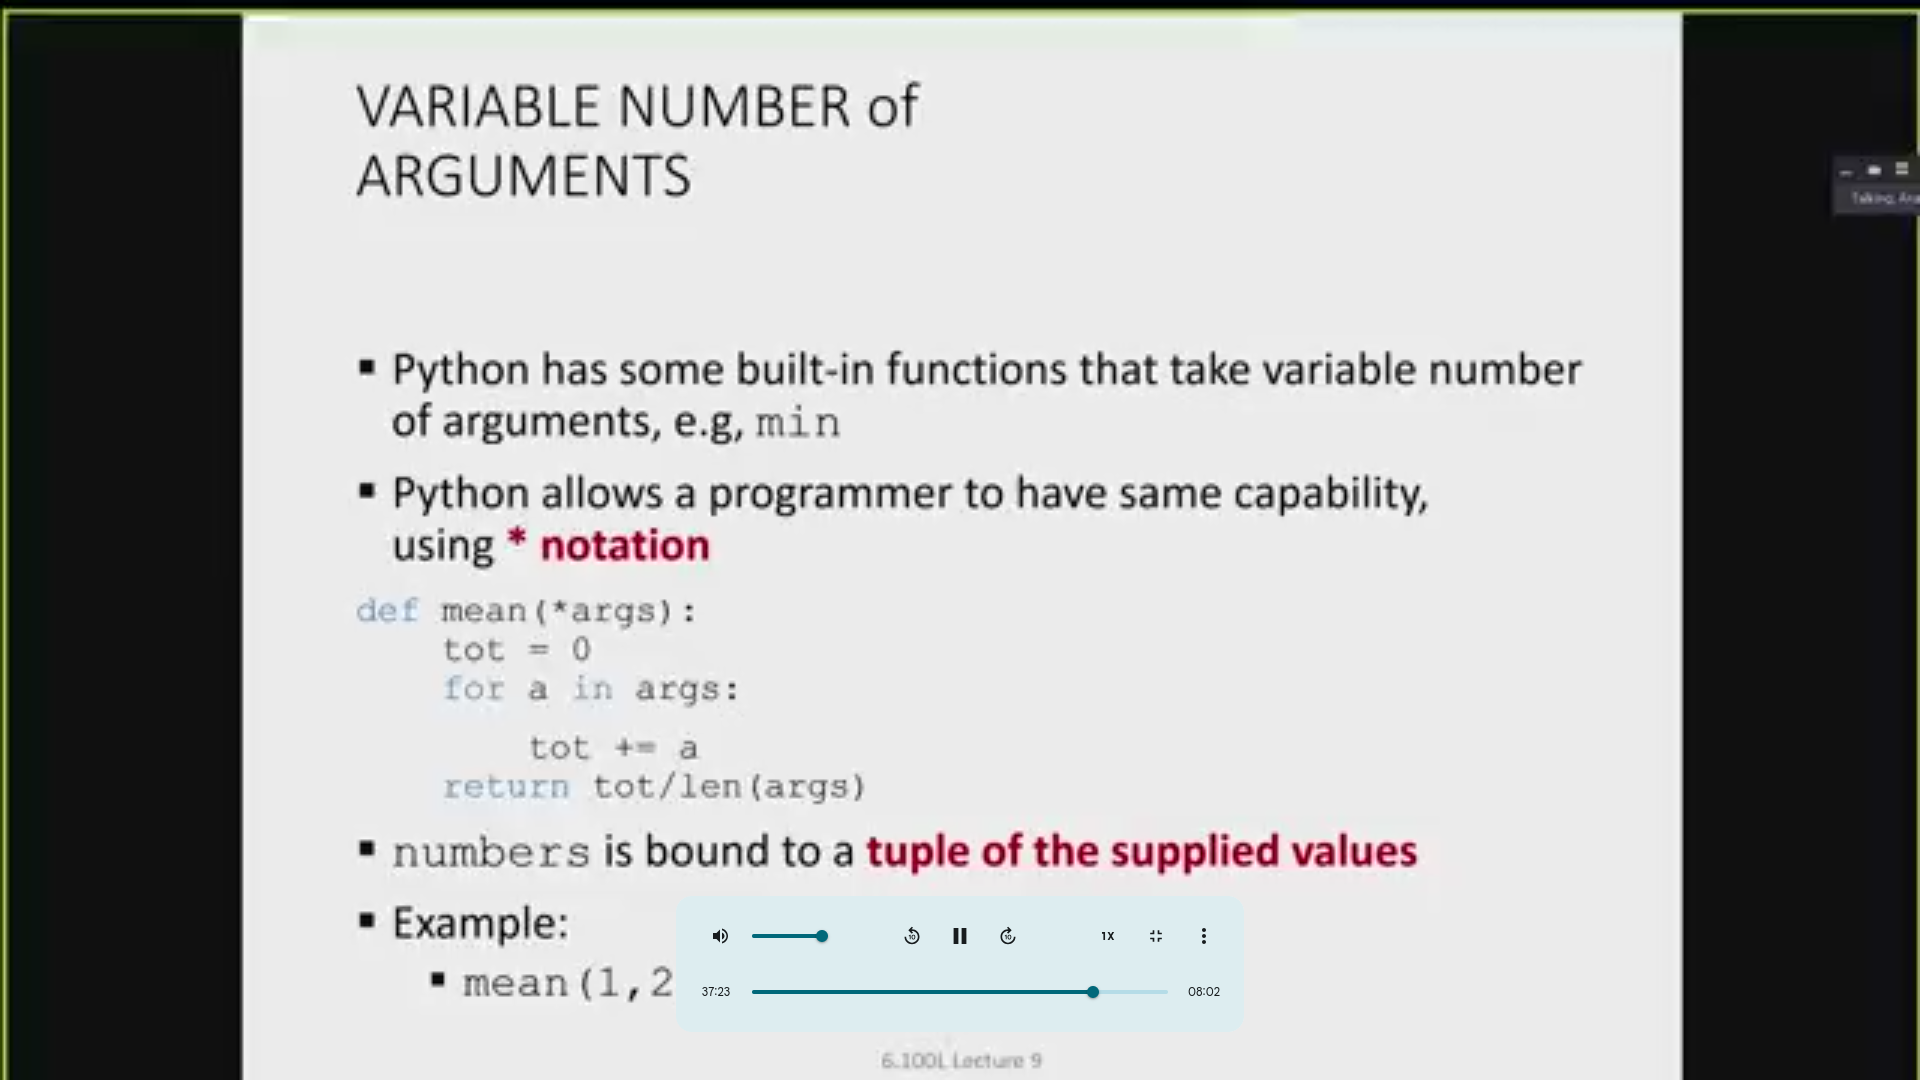 VARIABLE NUMBER of
ARGUMENTS
▪ Python has some built-in functions that take variable number
of arguments, e.g, min
▪ Python allows a programmer to have same capability,
using * notation
def mean(*args):
    tot = 0
    for a in args:
        tot += a
    return tot/len(args)
▪ numbers is bound to a tuple of the supplied values
▪ Example:
▪ mean(1,2
10
10
1X
37:23
08:02
6.100L Lecture 9
Talking: